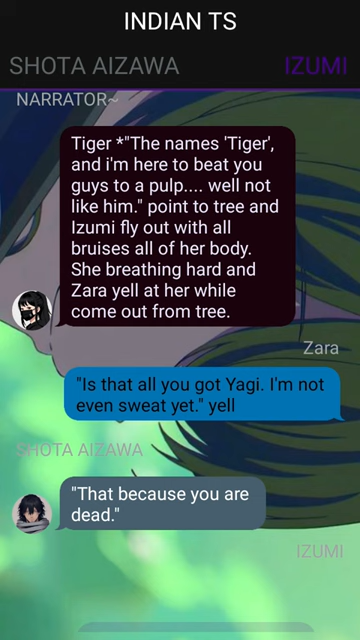 INDIAN TS
SHOTA AIZAWA IZUMI
NARRATOR~
Tiger *"The names 'Tiger',
and i'm here to beat you
guys to a pulp.... well not
like him." point to tree and
Izumi fly out with all
bruises all of her body.
She breathing hard and
Zara yell at her while
come out from tree.
Zara
"Is that all you got Yagi. I'm not
even sweat yet." yell
SHOTA AIZAWA
"That because you are
dead."
IZUMI